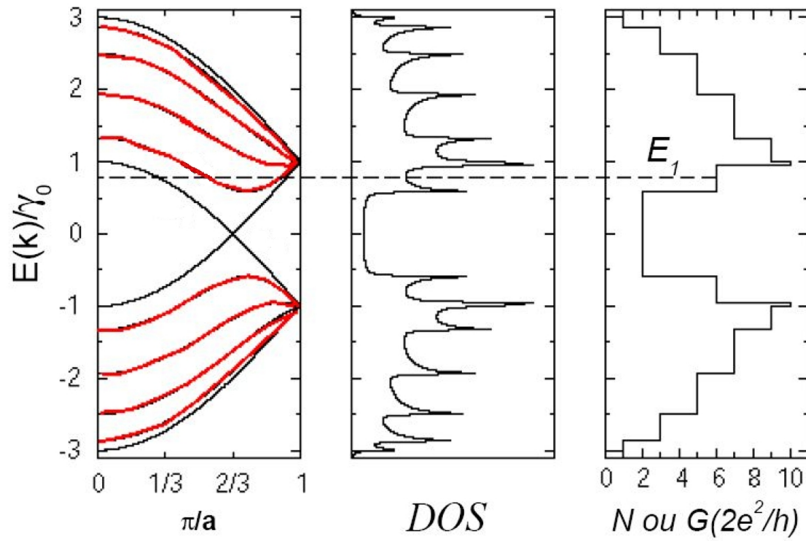 3
2
1
0
-1
-2
-3
E(k)/γ₀
0 1/3 2/3 1
π/a
DOS
E₁
0 2 4 6 8 10
N ou G(2e²/h)